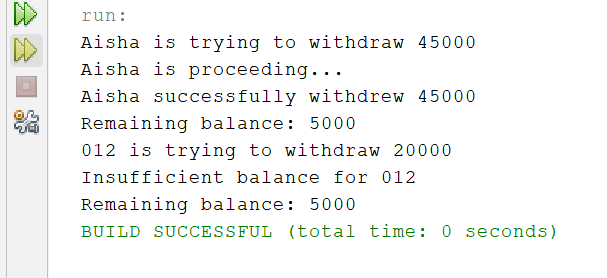 run:
Aisha is trying to withdraw 45000
Aisha is proceeding...
Aisha successfully withdrew 45000
Remaining balance: 5000
012 is trying to withdraw 20000
Insufficient balance for 012
Remaining balance: 5000
BUILD SUCCESSFUL (total time: 0 seconds)